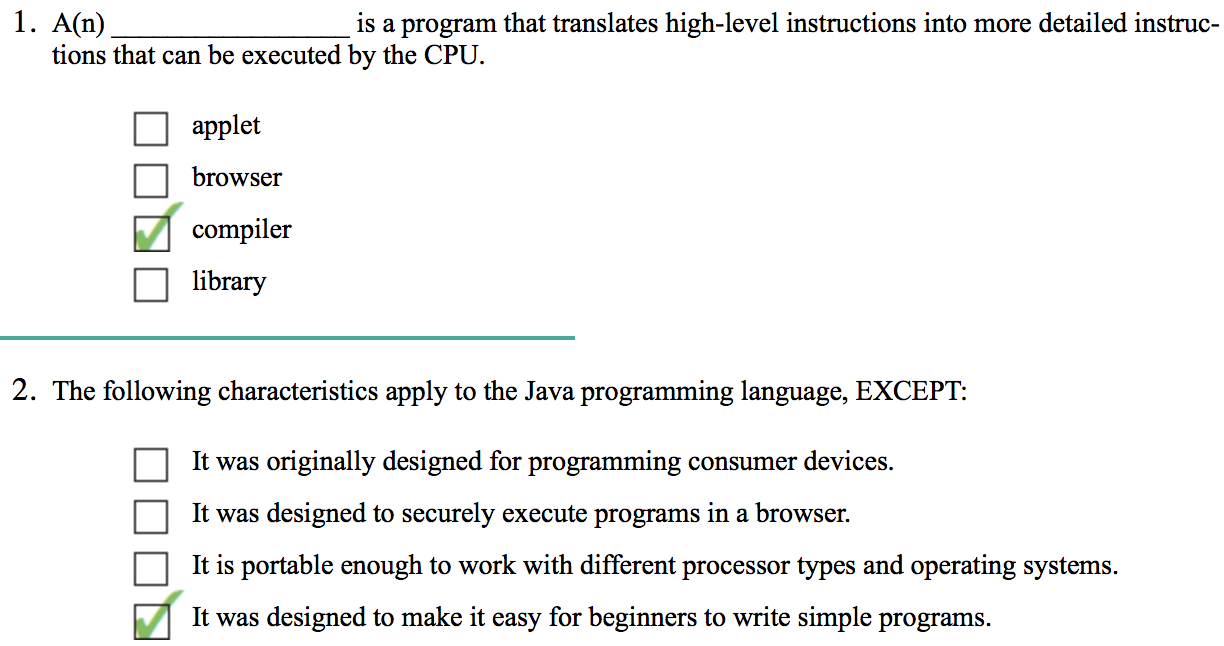 1. A(n) _________________ is a program that translates high-level instructions into more detailed instruc-
tions that can be executed by the CPU.
applet
browser
compiler
library
2. The following characteristics apply to the Java programming language, EXCEPT:
It was originally designed for programming consumer devices.
It was designed to securely execute programs in a browser.
It is portable enough to work with different processor types and operating systems.
It was designed to make it easy for beginners to write simple programs.